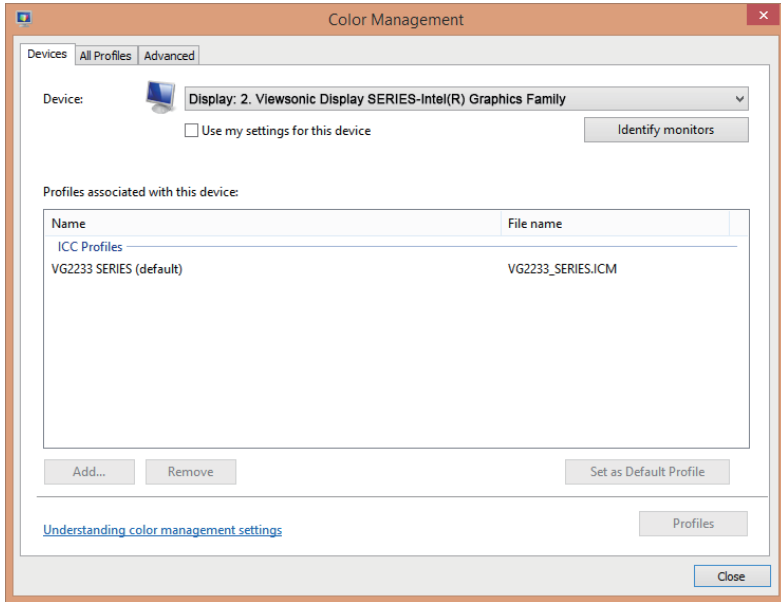 Color Management
Devices All Profiles Advanced
Device: Display: 2. Viewsonic Display SERIES-Intel(R) Graphics Family
Use my settings for this device Identify monitors
Profiles associated with this device:
Name File name
ICC Profiles
VG2233 SERIES (default) VG2233_SERIES.ICM
Add... Remove Set as Default Profile
Understanding color management settings Profiles
Close